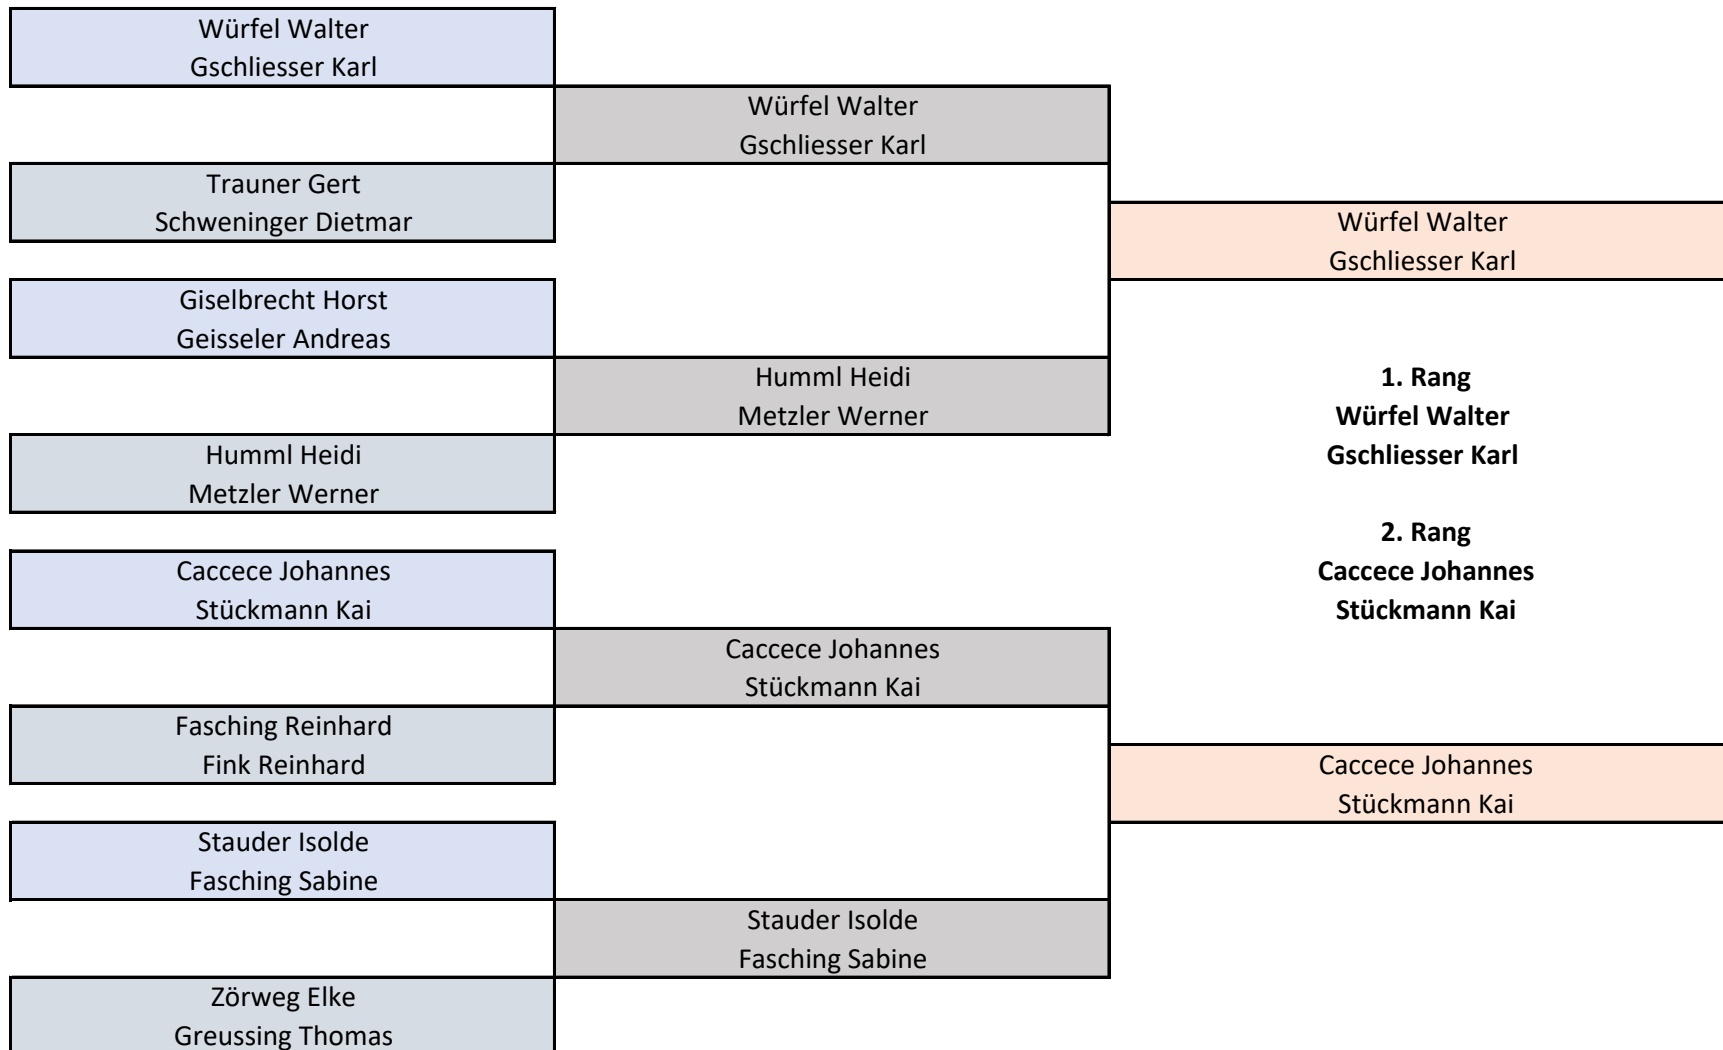 Würfel Walter
Gschliesser Karl
Würfel Walter
Gschliesser Karl
Trauner Gert
Schweninger Dietmar
Würfel Walter
Gschliesser Karl
Giselbrecht Horst
Geisseler Andreas
Humml Heidi
Metzler Werner
1. Rang
Würfel Walter
Gschliesser Karl
Humml Heidi
Metzler Werner
2. Rang
Caccece Johannes
Stückmann Kai
Caccece Johannes
Stückmann Kai
Caccece Johannes
Stückmann Kai
Fasching Reinhard
Fink Reinhard
Caccece Johannes
Stückmann Kai
Stauder Isolde
Fasching Sabine
Stauder Isolde
Fasching Sabine
Zörweg Elke
Greussing Thomas